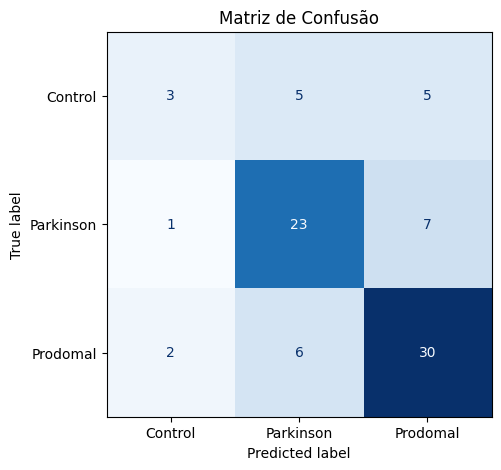 Matriz de Confusão
True label
Control 3 5 5
Parkinson 1 23 7
Prodomal 2 6 30
Control Parkinson Prodomal
Predicted label